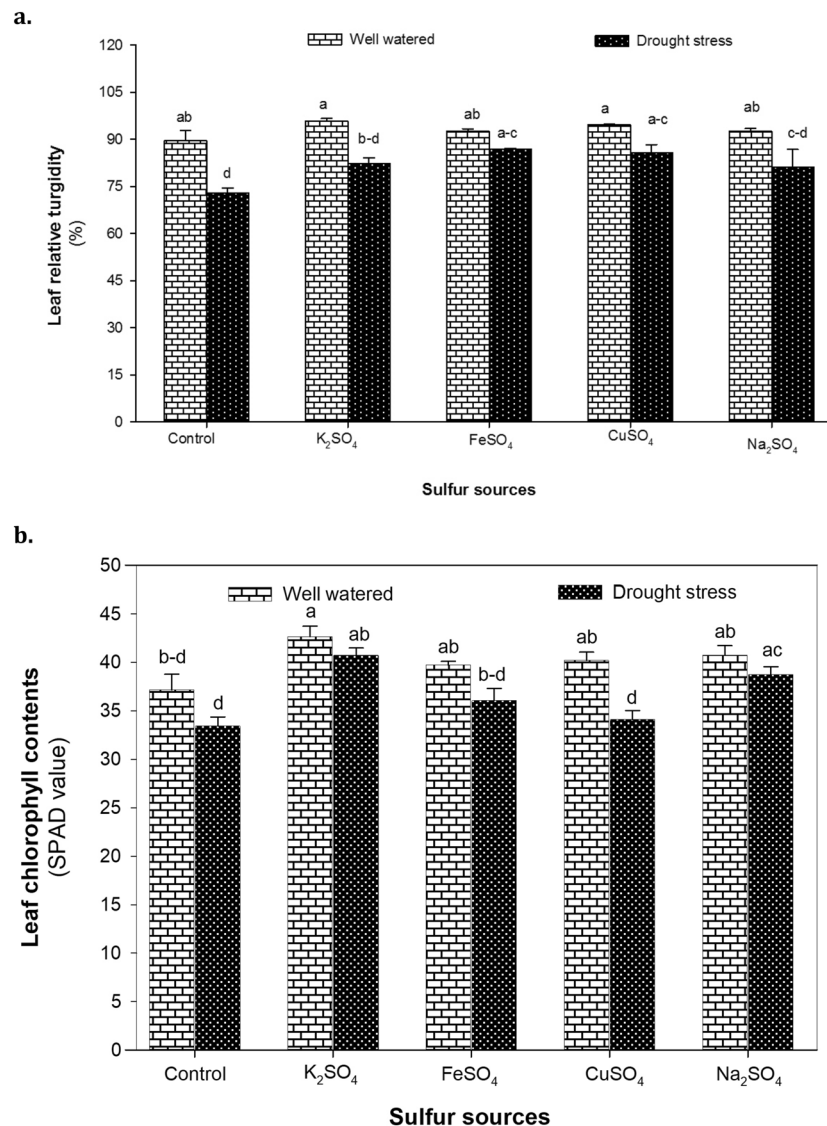 a.
Well watered
Drought stress
120
105
90
75
60
45
30
15
0
Leaf relative turgidity
(%)
ab
d
a
b-d
ab
a-c
a
a-c
ab
c-d
Control
K₂SO₄
FeSO₄
CuSO₄
Na₂SO₄
Sulfur sources
b.
Well watered
Drought stress
50
45
40
35
30
25
20
15
10
5
0
Leaf chlorophyll contents
(SPAD value)
b-d
d
a
ab
ab
b-d
ab
d
ab
ac
Control
K₂SO₄
FeSO₄
CuSO₄
Na₂SO₄
Sulfur sources